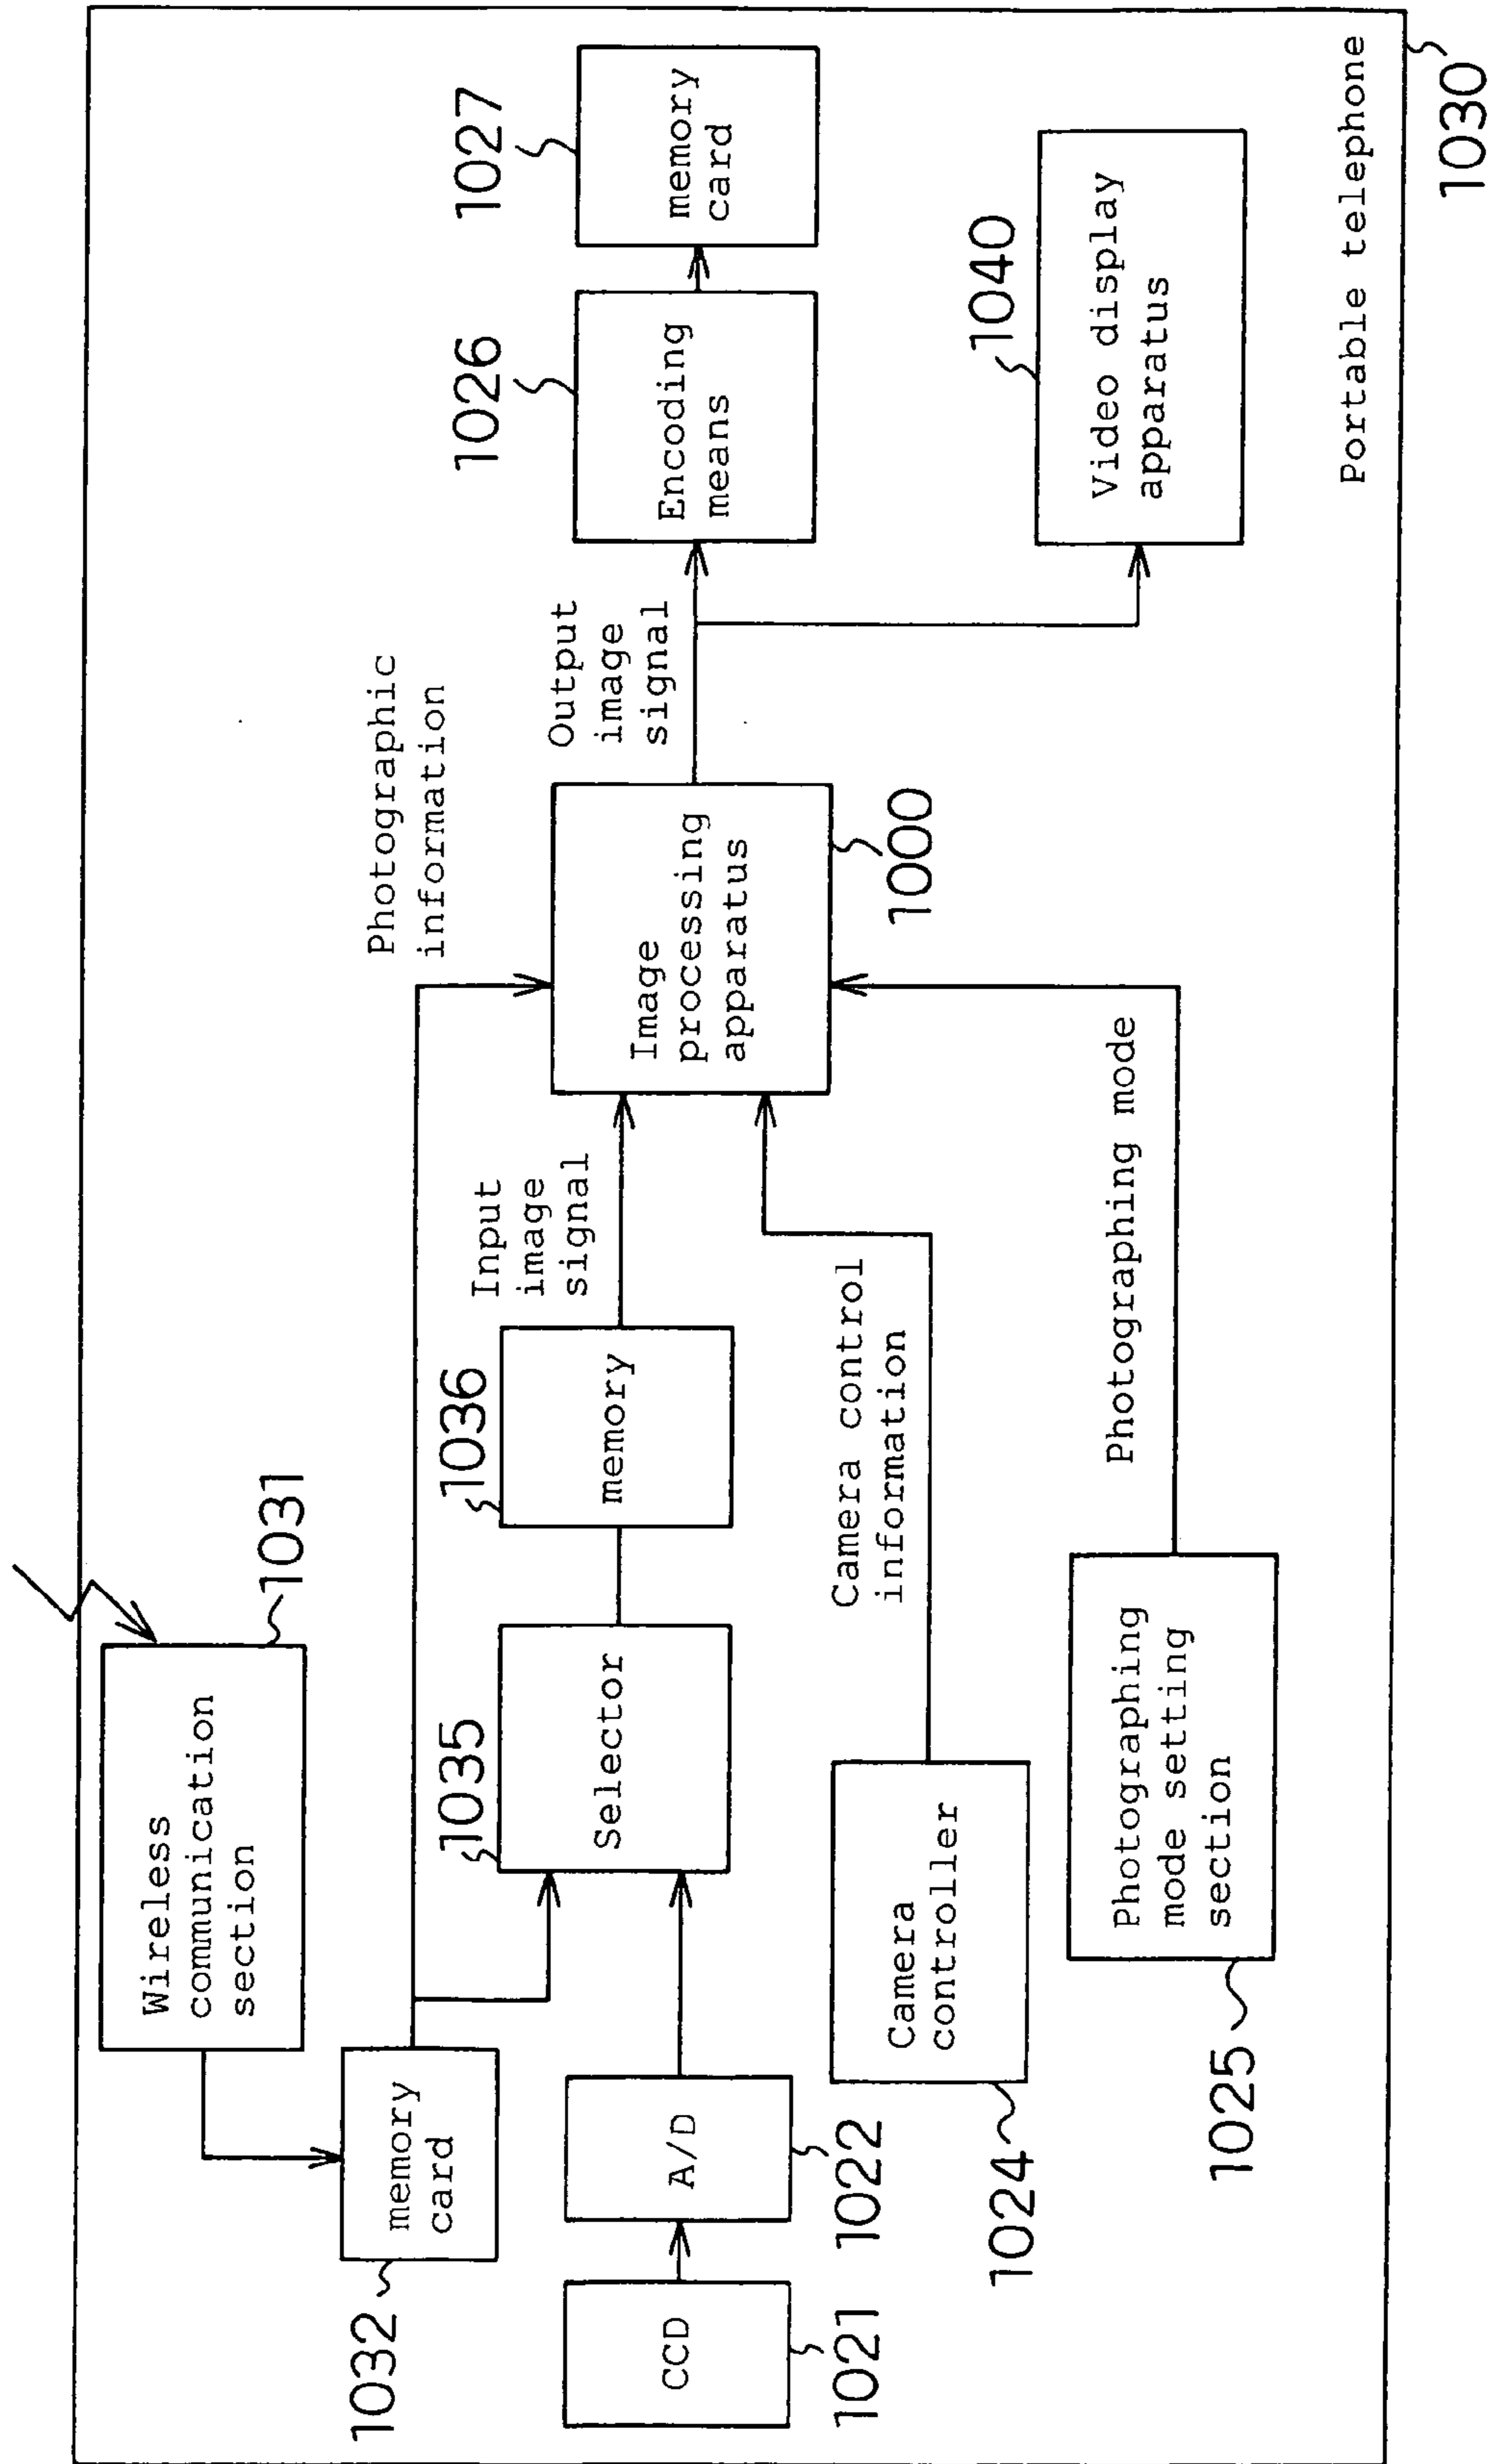 1031
Wireless
communication
section
1032
memory
card
Photographic
information
1035
Selector
1036
memory
Input
image
signal
CCD
1021
A/D
1022
Image
processing
apparatus
1000
Output
image
signal
1026
Encoding
means
1027
memory
card
1024
Camera
controller
Camera control
information
1040
Video display
apparatus
1025
Photographing
mode setting
section
Photographing mode
Portable telephone
1030